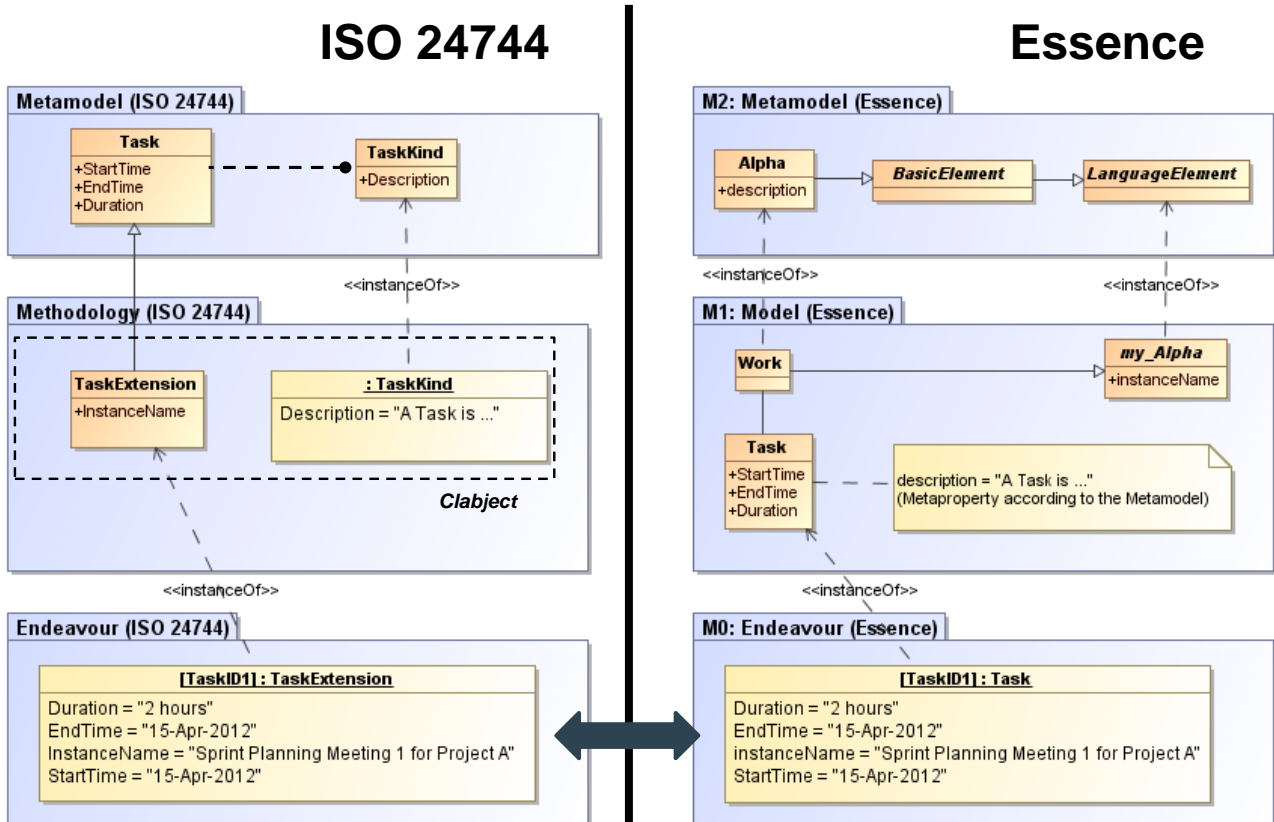 ISO 24744
Metamodel (ISO 24744)
Task
+StartTime
+EndTime
+Duration
TaskKind
+Description
<<instanceOf>>
Methodology (ISO 24744)
TaskExtension
+InstanceName
: TaskKind
Description = "A Task is ..."
Clabject
<<instanceOf>>
Endeavour (ISO 24744)
[TaskID1] : TaskExtension
Duration = "2 hours"
EndTime = "15-Apr-2012"
InstanceName = "Sprint Planning Meeting 1 for Project A"
StartTime = "15-Apr-2012"
Essence
M2: Metamodel (Essence)
Alpha
+description
BasicElement
LanguageElement
<<instanceOf>>
<<instanceOf>>
M1: Model (Essence)
Work
my_Alpha
+instanceName
Task
+StartTime
+EndTime
+Duration
description = "A Task is ..."
(Metaproperty according to the Metamodel)
<<instanceOf>>
M0: Endeavour (Essence)
[TaskID1] : Task
Duration = "2 hours"
EndTime = "15-Apr-2012"
instanceName = "Sprint Planning Meeting 1 for Project A"
StartTime = "15-Apr-2012"